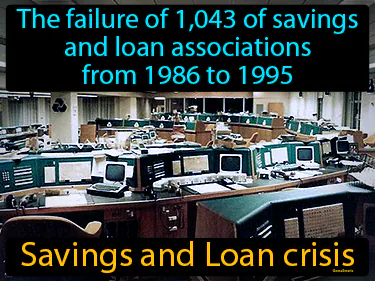 The failure of 1,043 of savings
and loan associations
from 1986 to 1995
Savings and Loan crisis